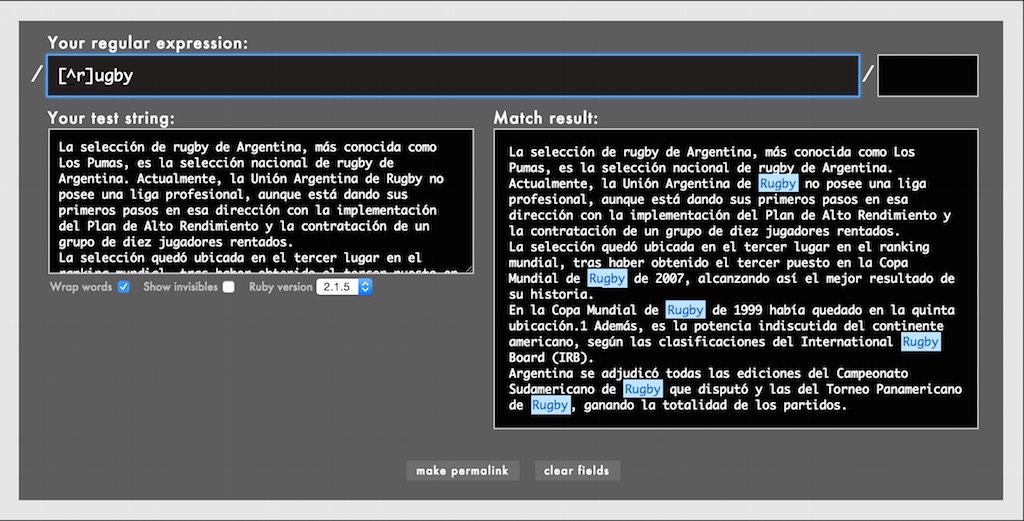 Your regular expression:
/ [^r]ugby /
Your test string:
La selección de rugby de Argentina, más conocida como
Los Pumas, es la selección nacional de rugby de
Argentina. Actualmente, la Unión Argentina de Rugby no
posee una liga profesional, aunque está dando sus
primeros pasos en esa dirección con la implementación
del Plan de Alto Rendimiento y la contratación de un
grupo de diez jugadores rentados.
La selección quedó ubicada en el tercer lugar en el
ranking mundial, tras haber obtenido el tercer puesto en
Wrap words Show invisibles Ruby version 2.1.5
Match result:
La selección de rugby de Argentina, más conocida como Los
Pumas, es la selección nacional de rugby de Argentina.
Actualmente, la Unión Argentina de Rugby no posee una liga
profesional, aunque está dando sus primeros pasos en esa
dirección con la implementación del Plan de Alto Rendimiento y
la contratación de un grupo de diez jugadores rentados.
La selección quedó ubicada en el tercer lugar en el ranking
mundial, tras haber obtenido el tercer puesto en la Copa
Mundial de Rugby de 2007, alcanzando así el mejor resultado de
su historia.
En la Copa Mundial de Rugby de 1999 había quedado en la quinta
ubicación.1 Además, es la potencia indiscutida del continente
americano, según las clasificaciones del International Rugby
Board (IRB).
Argentina se adjudicó todas las ediciones del Campeonato
Sudamericano de Rugby que disputó y las del Torneo Panamericano
de Rugby, ganando la totalidad de los partidos.
make permalink clear fields